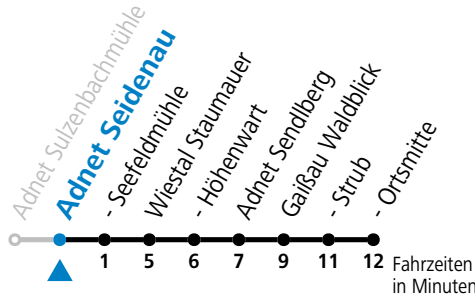 Adnet Sulzenbachmühle
Adnet Seidenau
- Seefeldmühle
Wiestal Staumauer
- Höhenwart
Adnet Sendlberg
Gaißau Waldblick
- Strub
- Ortsmitte
1 5 6 7 9 11 12 Fahrzeiten
in Minuten